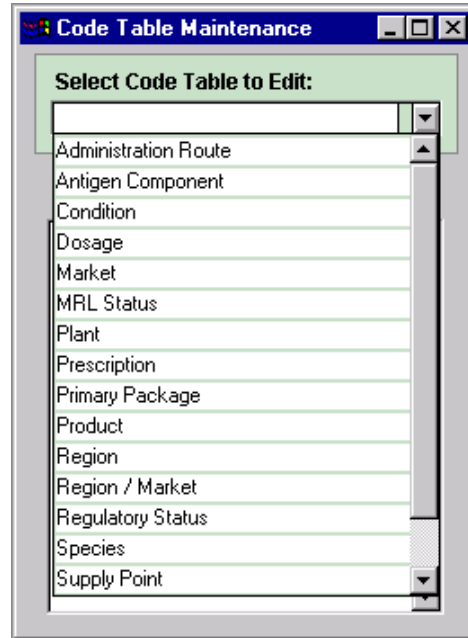 Code Table Maintenance
Select Code Table to Edit:
Administration Route
Antigen Component
Condition
Dosage
Market
MRL Status
Plant
Prescription
Primary Package
Product
Region
Region / Market
Regulatory Status
Species
Supply Point